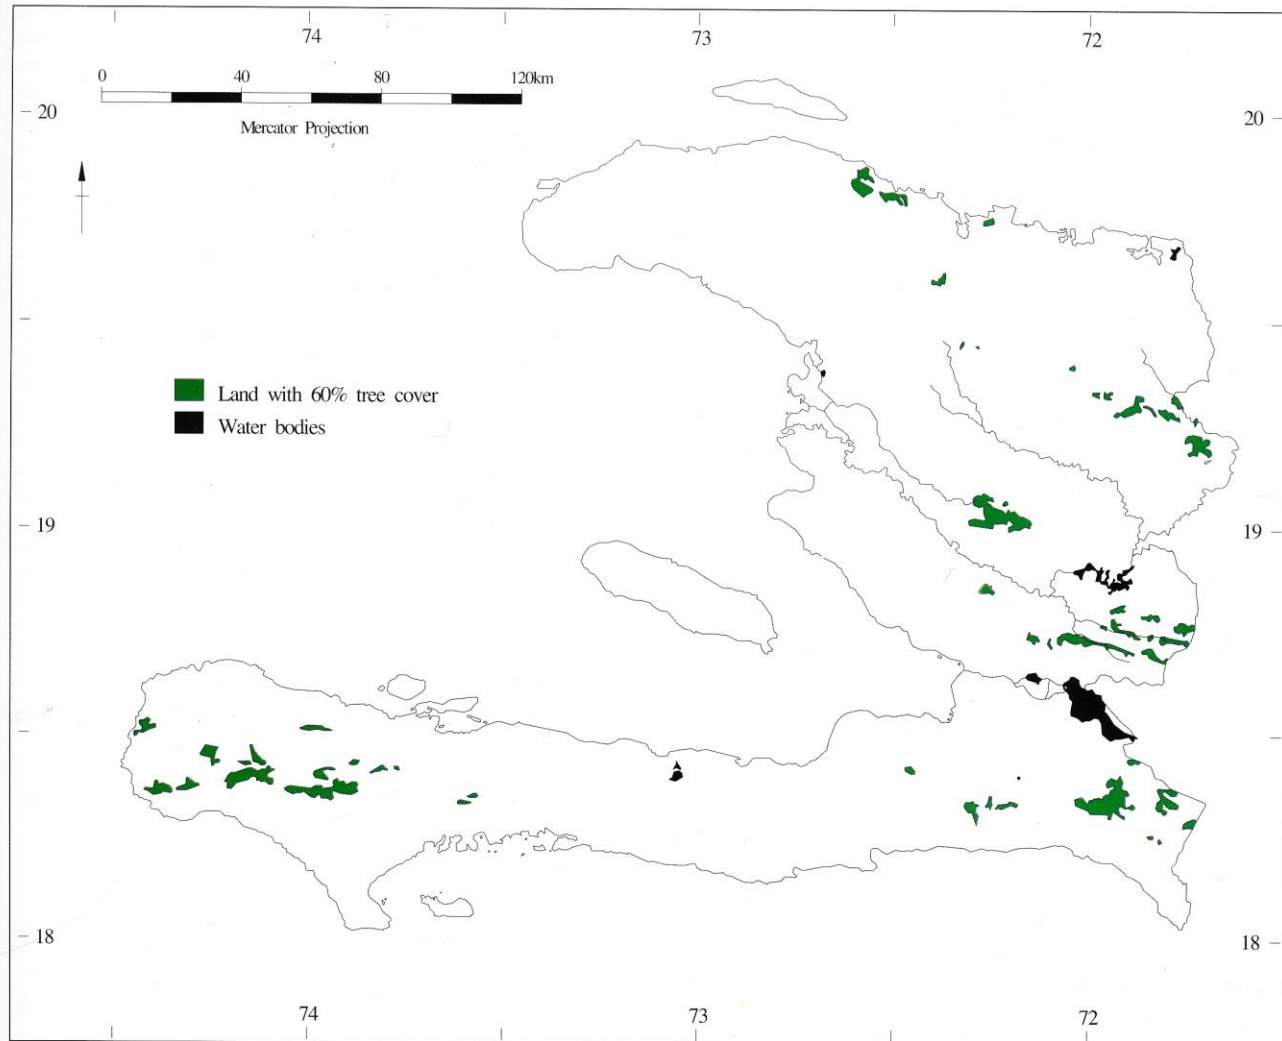 74 73 72
0 40 80 120km
Mercator Projection
20 20
Land with 60% tree cover
Water bodies
19 19
18 18
74 73 72